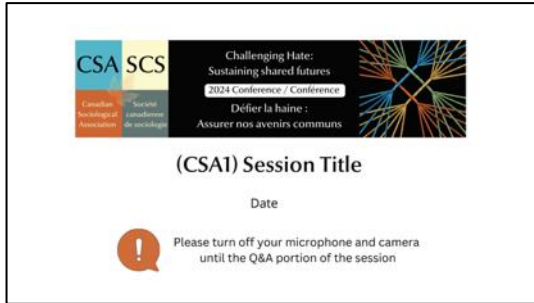 CSA SCS
Canadian
Sociological
Association
Société
canadienne
de sociologie
Challenging Hate:
Sustaining shared futures
2024 Conference / Conférence
Défier la haine :
Assurer nos avenirs communs
(CSA1) Session Title
Date
!
Please turn off your microphone and camera
until the Q&A portion of the session